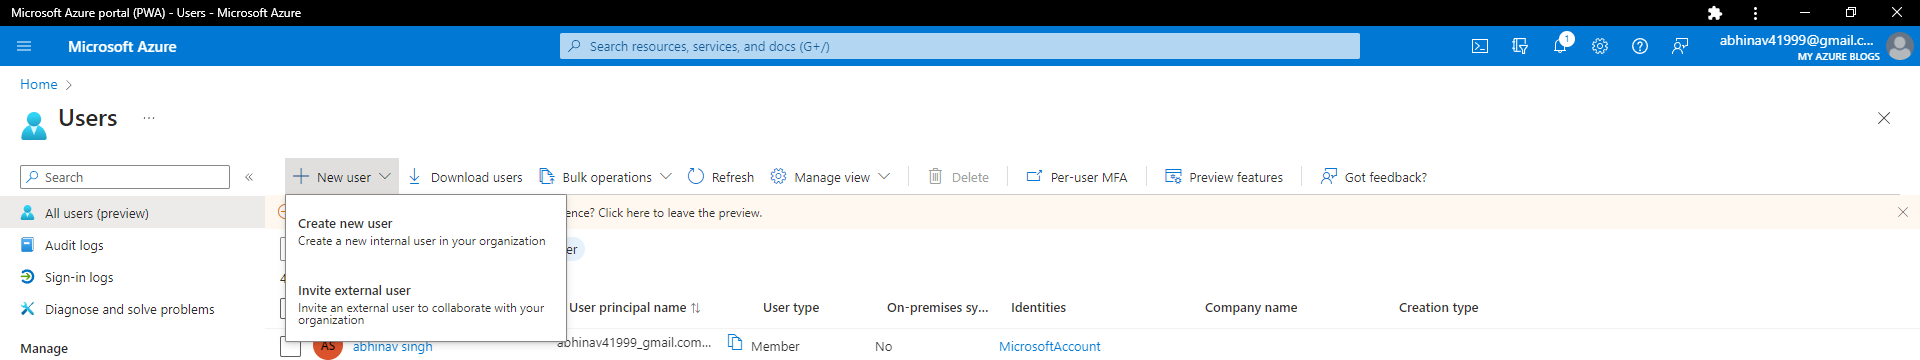 Microsoft Azure portal (PWA) - Users - Microsoft Azure
Microsoft Azure
Search resources, services, and docs (G+/)
1
abhinav41999@gmail.c...
MY AZURE BLOGS
Home
Users
...
Search
«
New user
Download users
Bulk operations
Refresh
Manage view
Delete
Per-user MFA
Preview features
Got feedback?
All users (preview)
ence? Click here to leave the preview.
Create new user
Create a new internal user in your organization
Audit logs
er
Sign-in logs
4
Invite external user
Invite an external user to collaborate with your
organization
Diagnose and solve problems
User principal name
User type
On-premises sy...
Identities
Company name
Creation type
Manage
AS
abhinav singh
abhinav41999_gmail.com...
Member
No
MicrosoftAccount